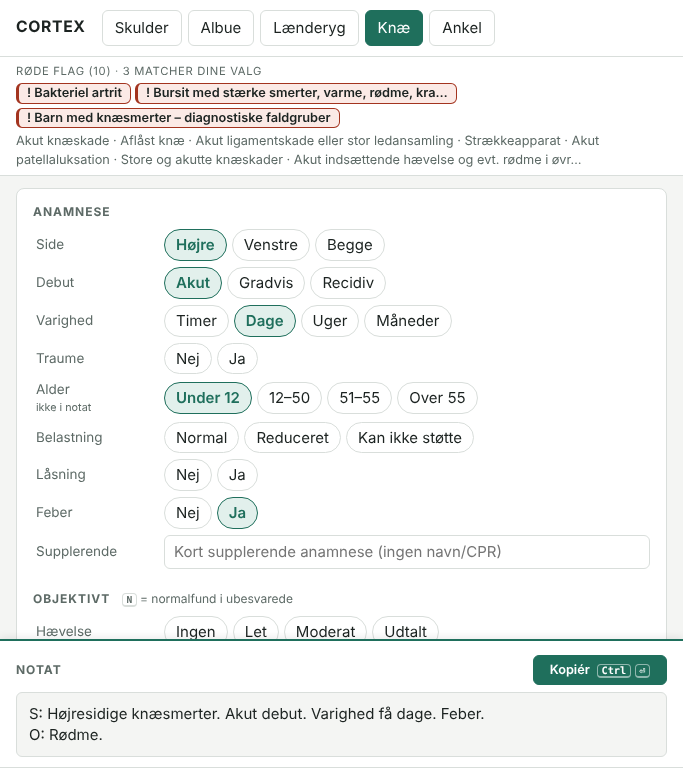 CORTEX Skulder Albue Lænderyg Knæ Ankel
RØDE FLAG (10) · 3 MATCHER DINE VALG
! Bakteriel artrit ! Bursit med stærke smerter, varme, rødme, kra...
! Barn med knæsmerter – diagnostiske faldgruber
Akut knæskade · Aflåst knæ · Akut ligamentskade eller stor ledansamling · Strækkeapparat · Akut
patellaluksation · Store og akutte knæskader · Akut indsættende hævelse og evt. rødme i øvr...
ANAMNESE
Side Højre Venstre Begge
Debut Akut Gradvis Recidiv
Varighed Timer Dage Uger Måneder
Traume Nej Ja
Alder Under 12 12–50 51–55 Over 55
ikke i notat
Belastning Normal Reduceret Kan ikke støtte
Låsning Nej Ja
Feber Nej Ja
Supplerende Kort supplerende anamnese (ingen navn/CPR)
OBJEKTIVT N = normalfund i ubesvarede
Hævelse Ingen Let Moderat Udtalt
NOTAT Kopiér Ctrl ⏎
S: Højresidige knæsmerter. Akut debut. Varighed få dage. Feber.
O: Rødme.